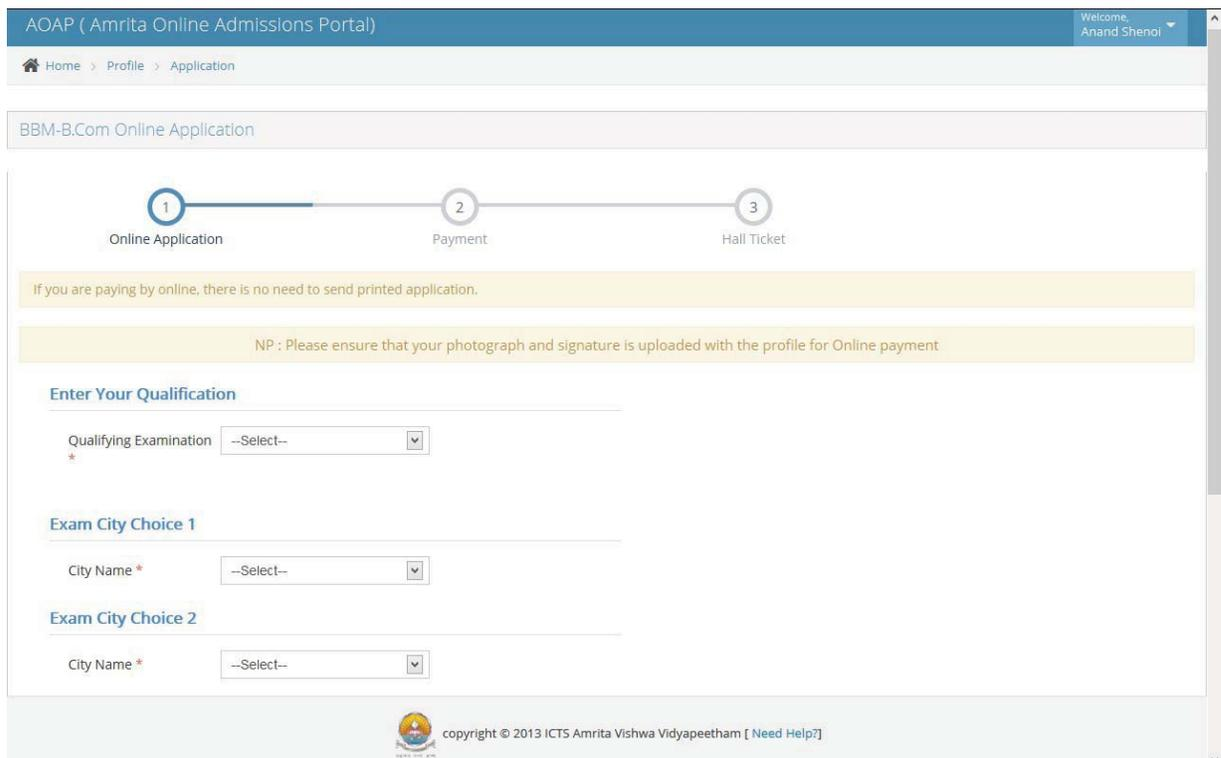 AOAP ( Amrita Online Admissions Portal)
Welcome,
Anand Shenoi
Home > Profile > Application
BBM-B.Com Online Application
1
2
3
Online Application
Payment
Hall Ticket
If you are paying by online, there is no need to send printed application.
NP : Please ensure that your photograph and signature is uploaded with the profile for Online payment
Enter Your Qualification
Qualifying Examination --Select--
*
Exam City Choice 1
City Name * --Select--
Exam City Choice 2
City Name * --Select--
copyright © 2013 ICTS Amrita Vishwa Vidyapeetham [ Need Help?]